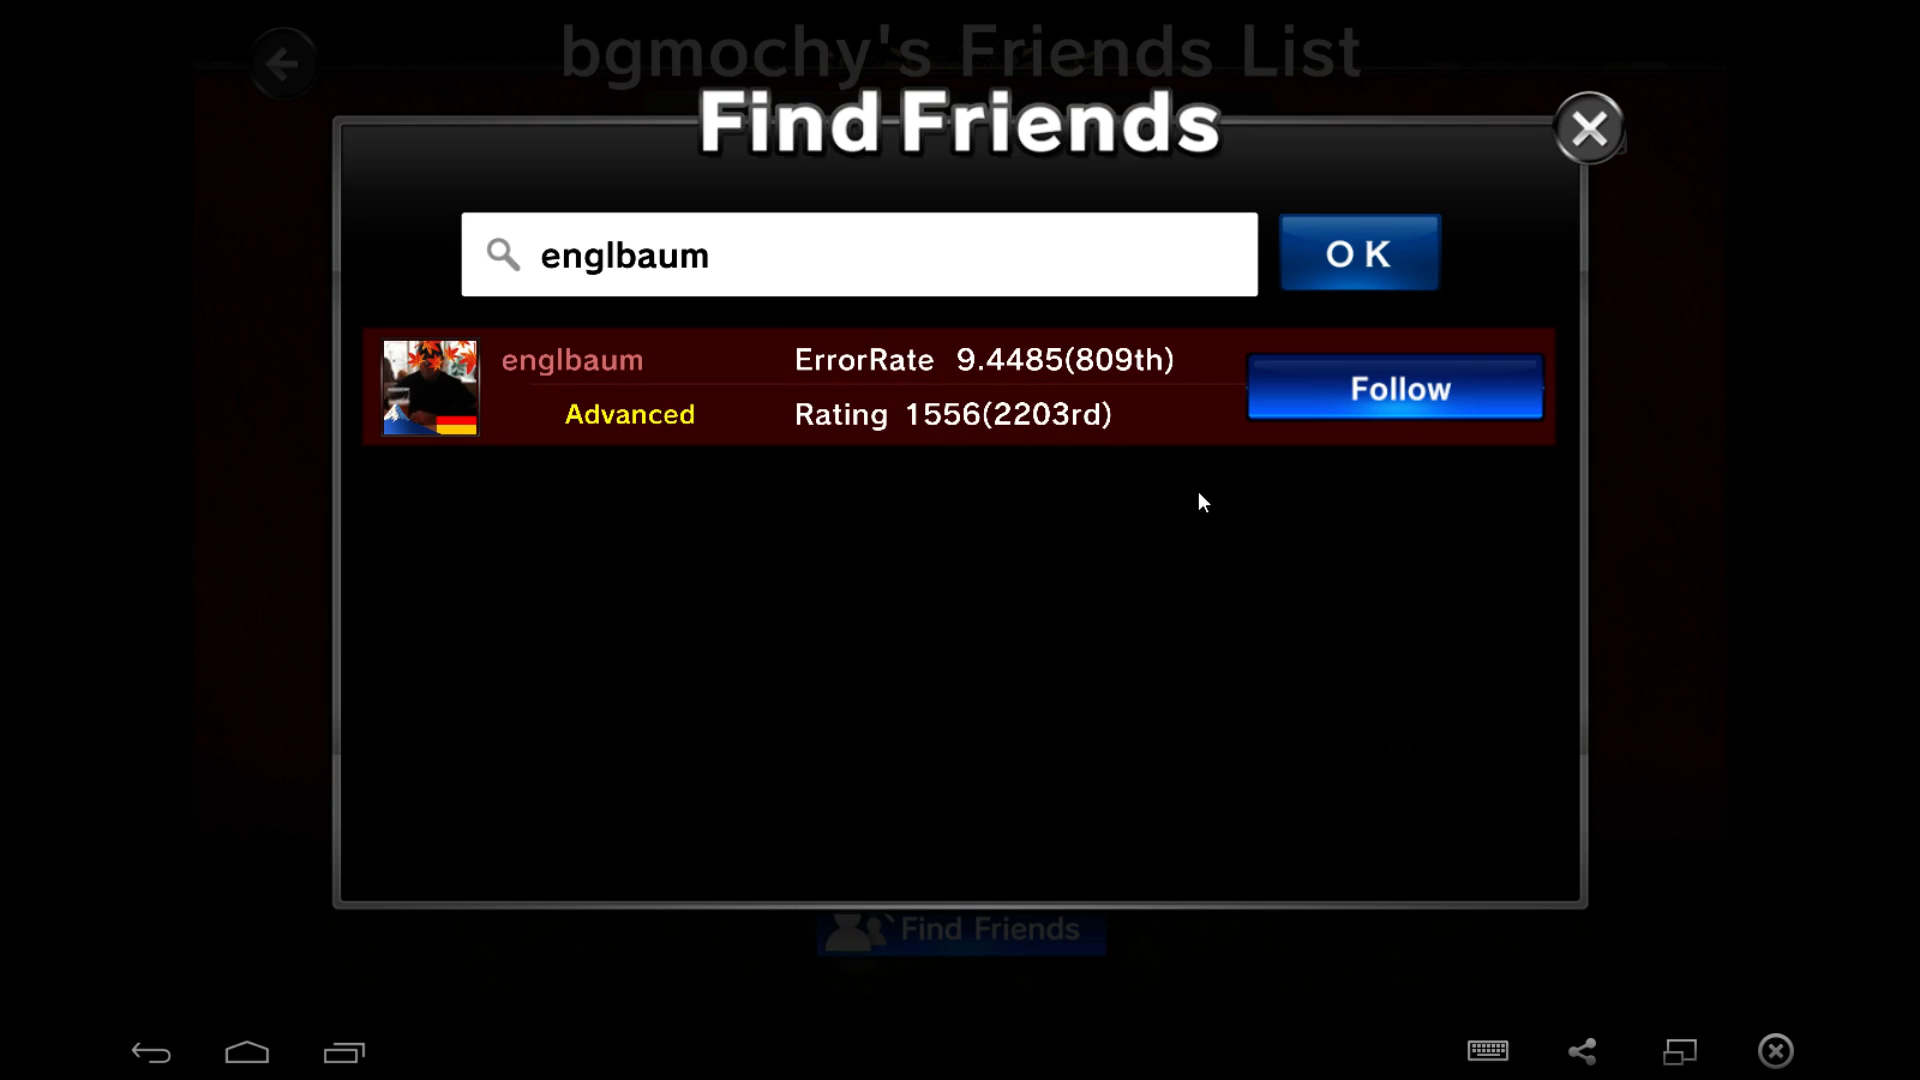 bgmochy's Friends List
Find Friends
englbaum
OK
englbaum
ErrorRate 9.4485(809th)
Advanced
Rating 1556(2203rd)
Follow
Find Friends